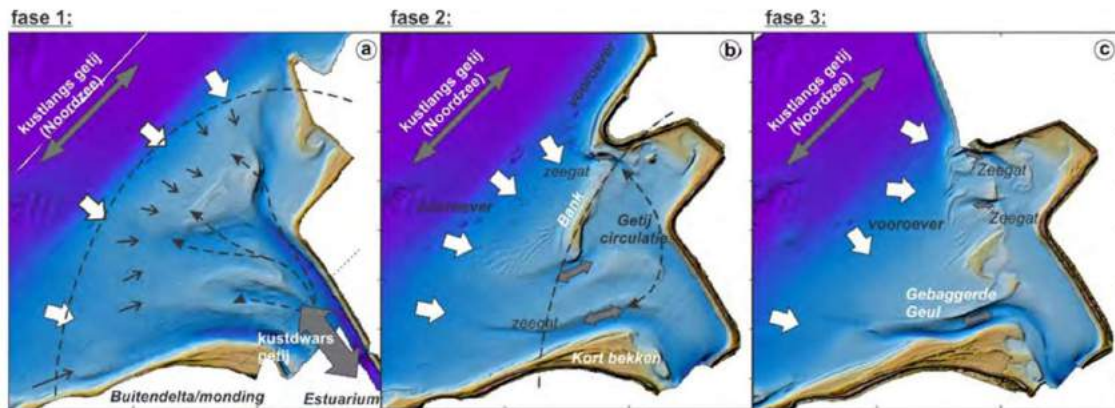 fase 1:
fase 2:
fase 3:
a
kustlangs getij
(Noordzee)
kustdwars
getij
Buitendelta/monding
Estuarium
b
kustlangs getij
(Noordzee)
vooroever
zeegat
Bank
Getij
circulatie
zeegat
Kort bekken
c
kustlangs getij
(Noordzee)
Zeegat
Zeegat
vooroever
Gebaggerde
Geul